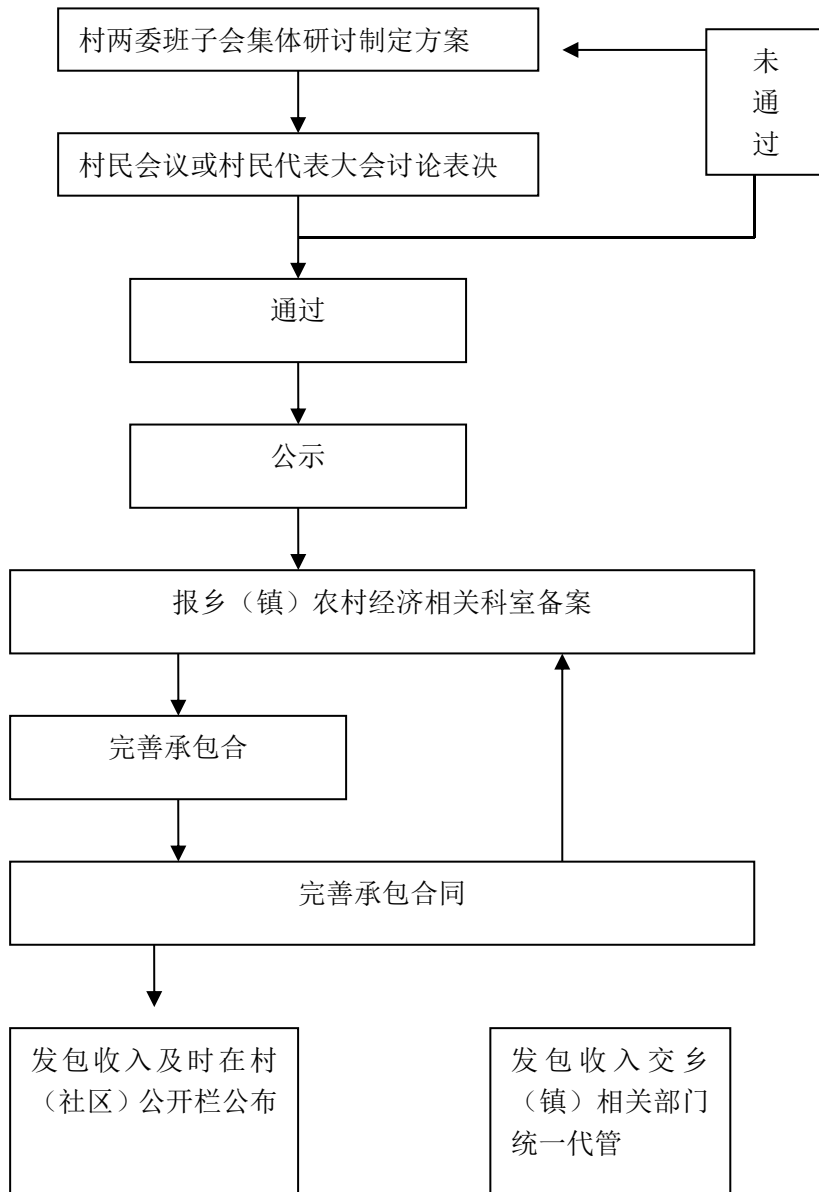 村两委班子会集体研讨制定方案
未
通
过
村民会议或村民代表大会讨论表决
通过
公示
报乡（镇）农村经济相关科室备案
完善承包合
完善承包合同
发包收入及时在村
（社区）公开栏公布
发包收入交乡
（镇）相关部门
统一代管